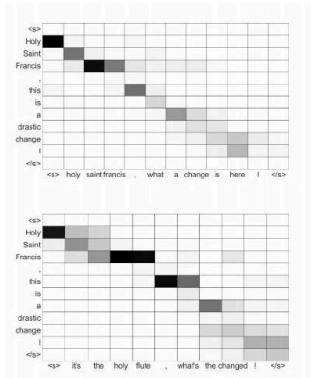 <s>
Holy
Saint
Francis
,
this
is
a
drastic
change
!
</s>
<s> holy saint francis , what a change is here ! </s>
<s>
Holy
Saint
Francis
,
this
is
a
drastic
change
!
</s>
<s> it's the holy flute , what's the changed ! </s>